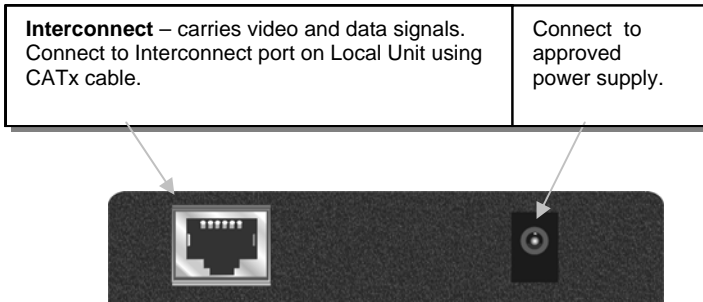 Interconnect – carries video and data signals.
Connect to Interconnect port on Local Unit using
CATx cable.
Connect to
approved
power supply.